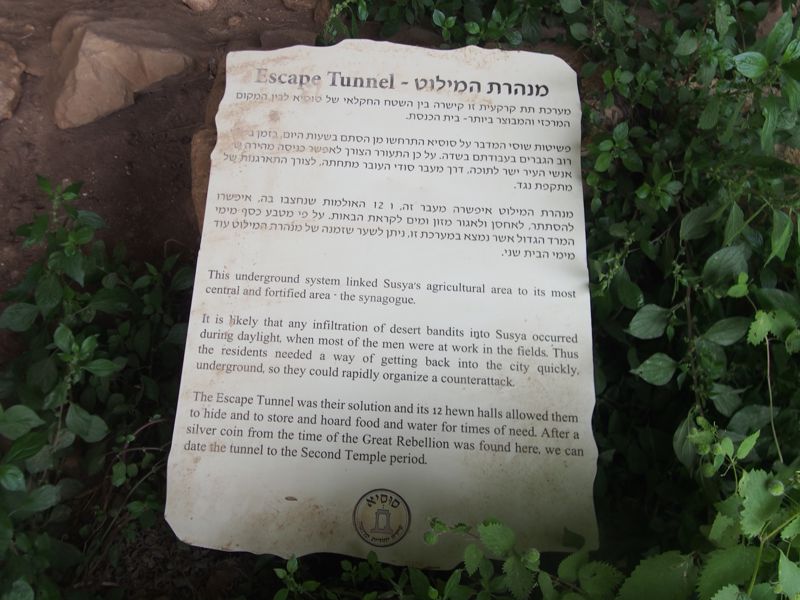 Escape Tunnel - מנהרת המילוט
מערכת תת קרקעית זו קישרה בין השטח החקלאי של סוסיא לבין המקום
המרכזי והמבוצר ביותר- בית הכנסת.
פשיטות שוסי המדבר על סוסיא התרחשו מן הסתם בשעות היום, בזמן
רוב הגברים בעבודתם בשדה. על כן התעורר הצורך לאפשר כניסה מהירה
אנשי העיר ישר לתוכה, דרך מעבר סודי העובר מתחתה, לצורך התארגנות של
מתקפת נגד.
מנהרת המילוט איפשרה מעבר זה, ו 12 האולמות שנחצבו בה, איפשרו
להסתתר, לאחסן ולאגור מזון ומים לקראת הבאות. על פי מטבע כסף מימי
המרד הגדול אשר נמצא במערכת זו, ניתן לשער שזמנה של מנהרת המילוט עוד
מימי הבית שני.
This underground system linked Susya's agricultural area to its most
central and fortified area - the synagogue.
It is likely that any infiltration of desert bandits into Susya occurred
during daylight, when most of the men were at work in the fields. Thus
the residents needed a way of getting back into the city quickly,
underground, so they could rapidly organize a counterattack.
The Escape Tunnel was their solution and its 12 hewn halls allowed them
to hide and to store and hoard food and water for times of need. After a
silver coin from the time of the Great Rebellion was found here, we can
date the tunnel to the Second Temple period.
סוסיא